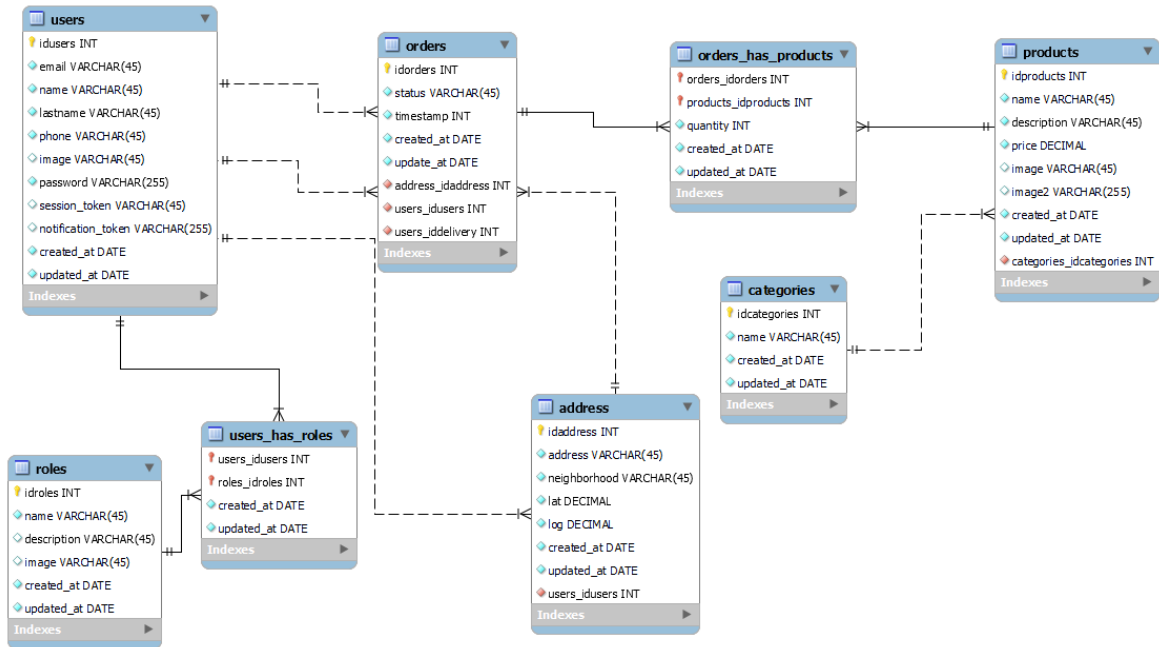 users
idusers INT
email VARCHAR(45)
name VARCHAR(45)
lastname VARCHAR(45)
phone VARCHAR(45)
image VARCHAR(45)
password VARCHAR(255)
session_token VARCHAR(45)
notification_token VARCHAR(255)
created_at DATE
updated_at DATE
Indexes
orders
idorders INT
status VARCHAR(45)
timestamp INT
created_at DATE
update_at DATE
address_idaddress INT
users_idusers INT
users_iddelivery INT
Indexes
orders_has_products
orders_idorders INT
products_idproducts INT
quantity INT
created_at DATE
updated_at DATE
Indexes
products
idproducts INT
name VARCHAR(45)
description VARCHAR(45)
price DECIMAL
image VARCHAR(45)
image2 VARCHAR(255)
created_at DATE
updated_at DATE
categories_idcategories INT
Indexes
categories
idcategories INT
name VARCHAR(45)
created_at DATE
updated_at DATE
Indexes
address
idaddress INT
address VARCHAR(45)
neighborhood VARCHAR(45)
lat DECIMAL
log DECIMAL
created_at DATE
updated_at DATE
users_idusers INT
Indexes
users_has_roles
users_idusers INT
roles_idroles INT
created_at DATE
updated_at DATE
Indexes
roles
idroles INT
name VARCHAR(45)
description VARCHAR(45)
image VARCHAR(45)
created_at DATE
updated_at DATE
Indexes